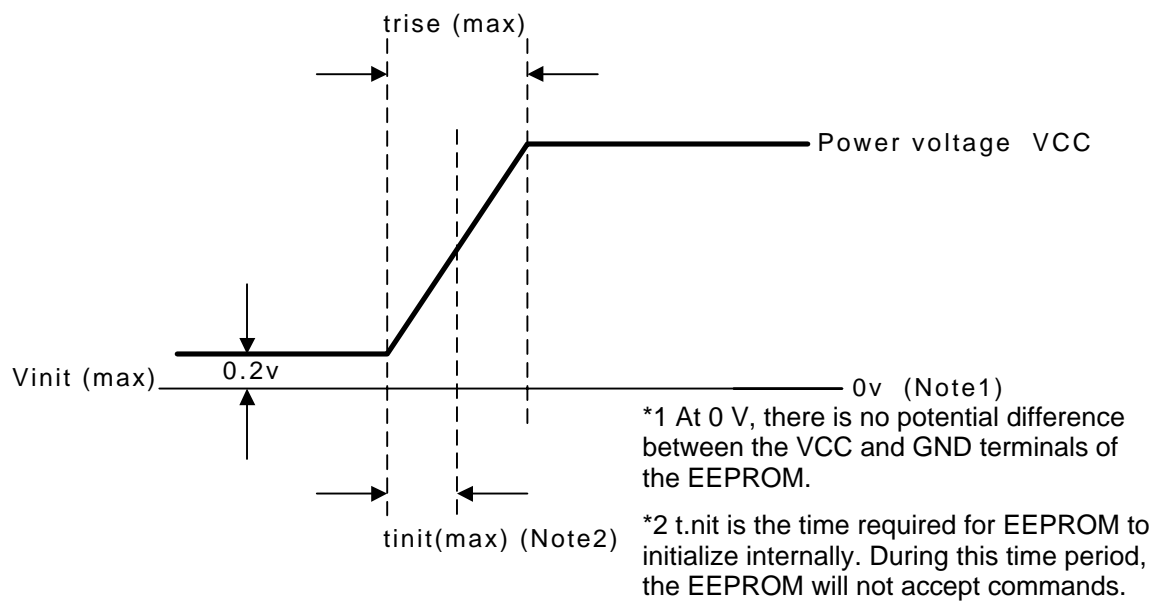 trise (max)
Power voltage VCC
0.2v
Vinit (max)
0v (Note1)
*1 At 0 V, there is no potential difference
between the VCC and GND terminals of
the EEPROM.
tinit(max) (Note2)
*2 t.nit is the time required for EEPROM to
initialize internally. During this time period,
the EEPROM will not accept commands.